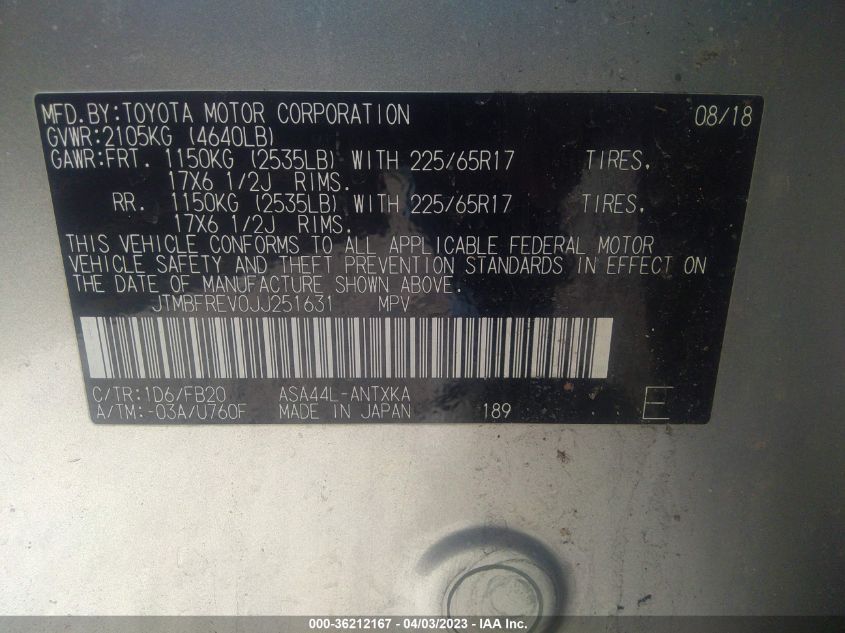 MFD.BY:TOYOTA MOTOR CORPORATION 08/18
GVWR:2105KG (4640LB)
GAWR:FRT. 1150KG (2535LB) WITH 225/65R17 TIRES,
17X6 1/2J RIMS.
RR. 1150KG (2535LB) WITH 225/65R17 TIRES,
17X6 1/2J RIMS.
THIS VEHICLE CONFORMS TO ALL APPLICABLE FEDERAL MOTOR
VEHICLE SAFETY AND THEFT PREVENTION STANDARDS IN EFFECT ON
THE DATE OF MANUFACTURE SHOWN ABOVE.
JTMBFREV0JJ251631 MPV
C/TR:1D6/FB20 ASA44L-ANTXKA
A/TM:-03A/U760F MADE IN JAPAN 189 E
000-36212167 - 04/03/2023 - IAA Inc.